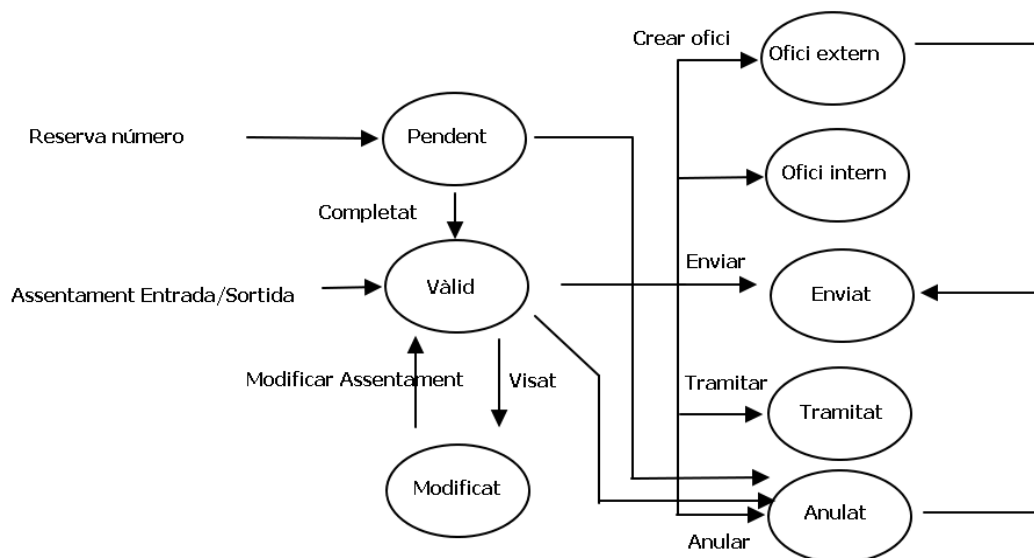 Crear ofici
Ofici extern
Reserva número
Pendent
Ofici intern
Completat
Enviar
Assentament Entrada/Sortida
Vàlid
Enviat
Modificar Assentament
Visat
Tramitar
Tramitat
Modificat
Anulat
Anular